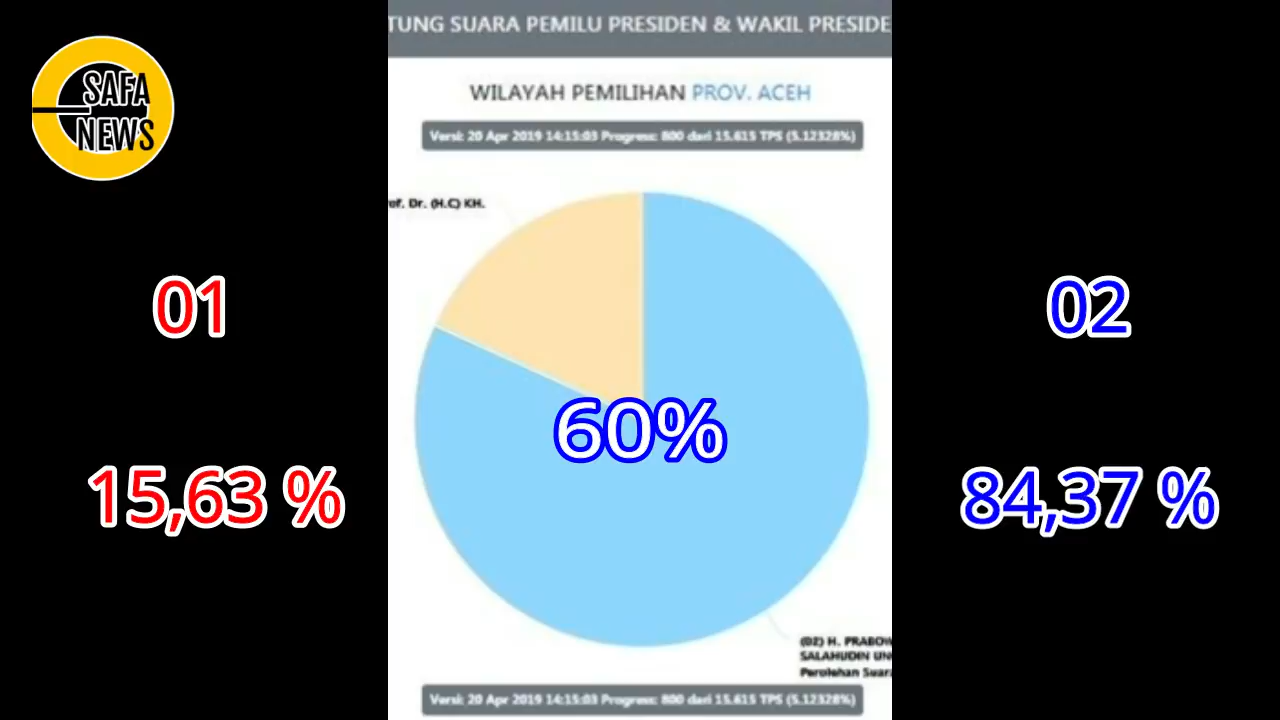 SAFA
NEWS
TUNG SUARA PEMILU PRESIDEN & WAKIL PRESIDE
WILAYAH PEMILIHAN PROV. ACEH
Versi: 20 Apr 2019 14:15:03 Progress: 800 dari 15.615 TPS (5.12328%)
of. Dr. (H.C) KH.
01
02
60%
15,63 %
84,37 %
(02) H. PRABOW
SALAHUDIN UN
Perolehan Suara
Versi: 20 Apr 2019 14:15:03 Progress: 800 dari 15.615 TPS (5.12328%)